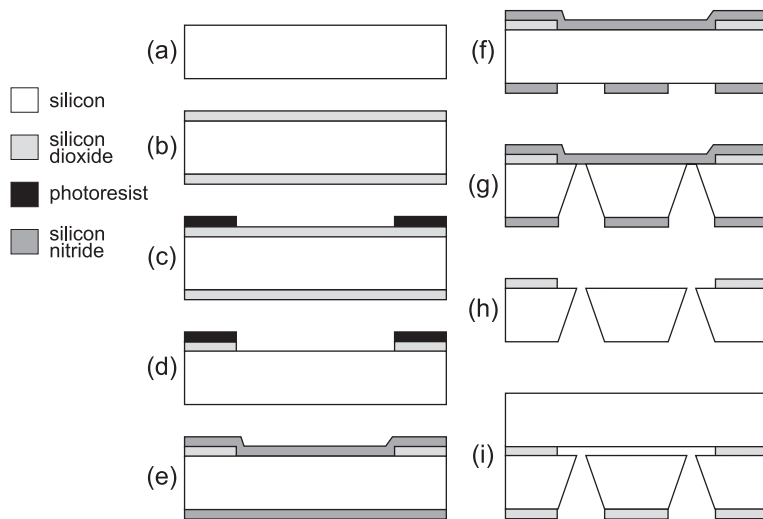 silicon
silicon
dioxide
photoresist
silicon
nitride
(a)
(b)
(c)
(d)
(e)
(f)
(g)
(h)
(i)